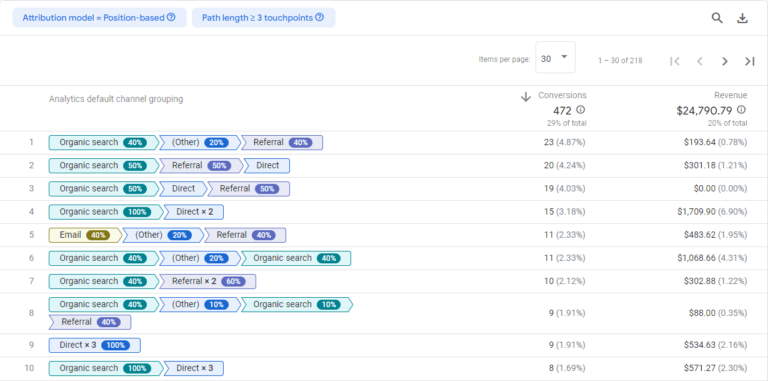 Attribution model = Position-based Path length ≥ 3 touchpoints
Items per page: 30 1 – 30 of 218
Analytics default channel grouping Conversions Revenue
472 $24,790.79
29% of total 20% of total
1 Organic search 40% (Other) 20% Referral 40% 23 (4.87%) $193.64 (0.78%)
2 Organic search 50% Referral 50% Direct 20 (4.24%) $301.18 (1.21%)
3 Organic search 50% Direct Referral 50% 19 (4.03%) $0.00 (0.00%)
4 Organic search 100% Direct × 2 15 (3.18%) $1,709.90 (6.90%)
5 Email 40% (Other) 20% Referral 40% 11 (2.33%) $483.62 (1.95%)
6 Organic search 40% (Other) 20% Organic search 40% 11 (2.33%) $1,068.66 (4.31%)
7 Organic search 40% Referral × 2 60% 10 (2.12%) $302.88 (1.22%)
8 Organic search 40% (Other) 10% Organic search 10% 9 (1.91%) $88.00 (0.35%)
Referral 40%
9 Direct × 3 100% 9 (1.91%) $534.63 (2.16%)
10 Organic search 100% Direct × 3 8 (1.69%) $571.27 (2.30%)